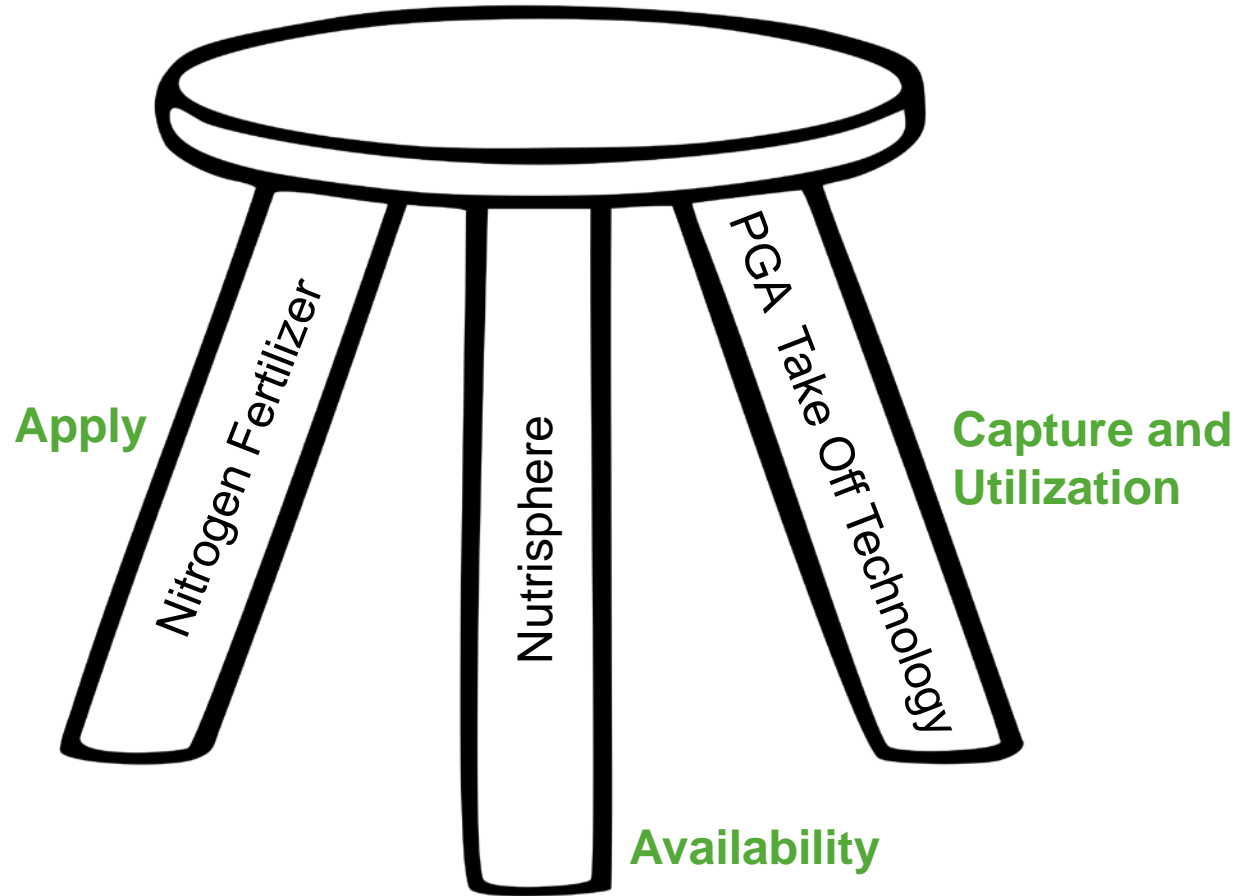 Apply
Nitrogen Fertilizer
Nutrisphere
PGA Take Off Technology
Capture and
Utilization
Availability